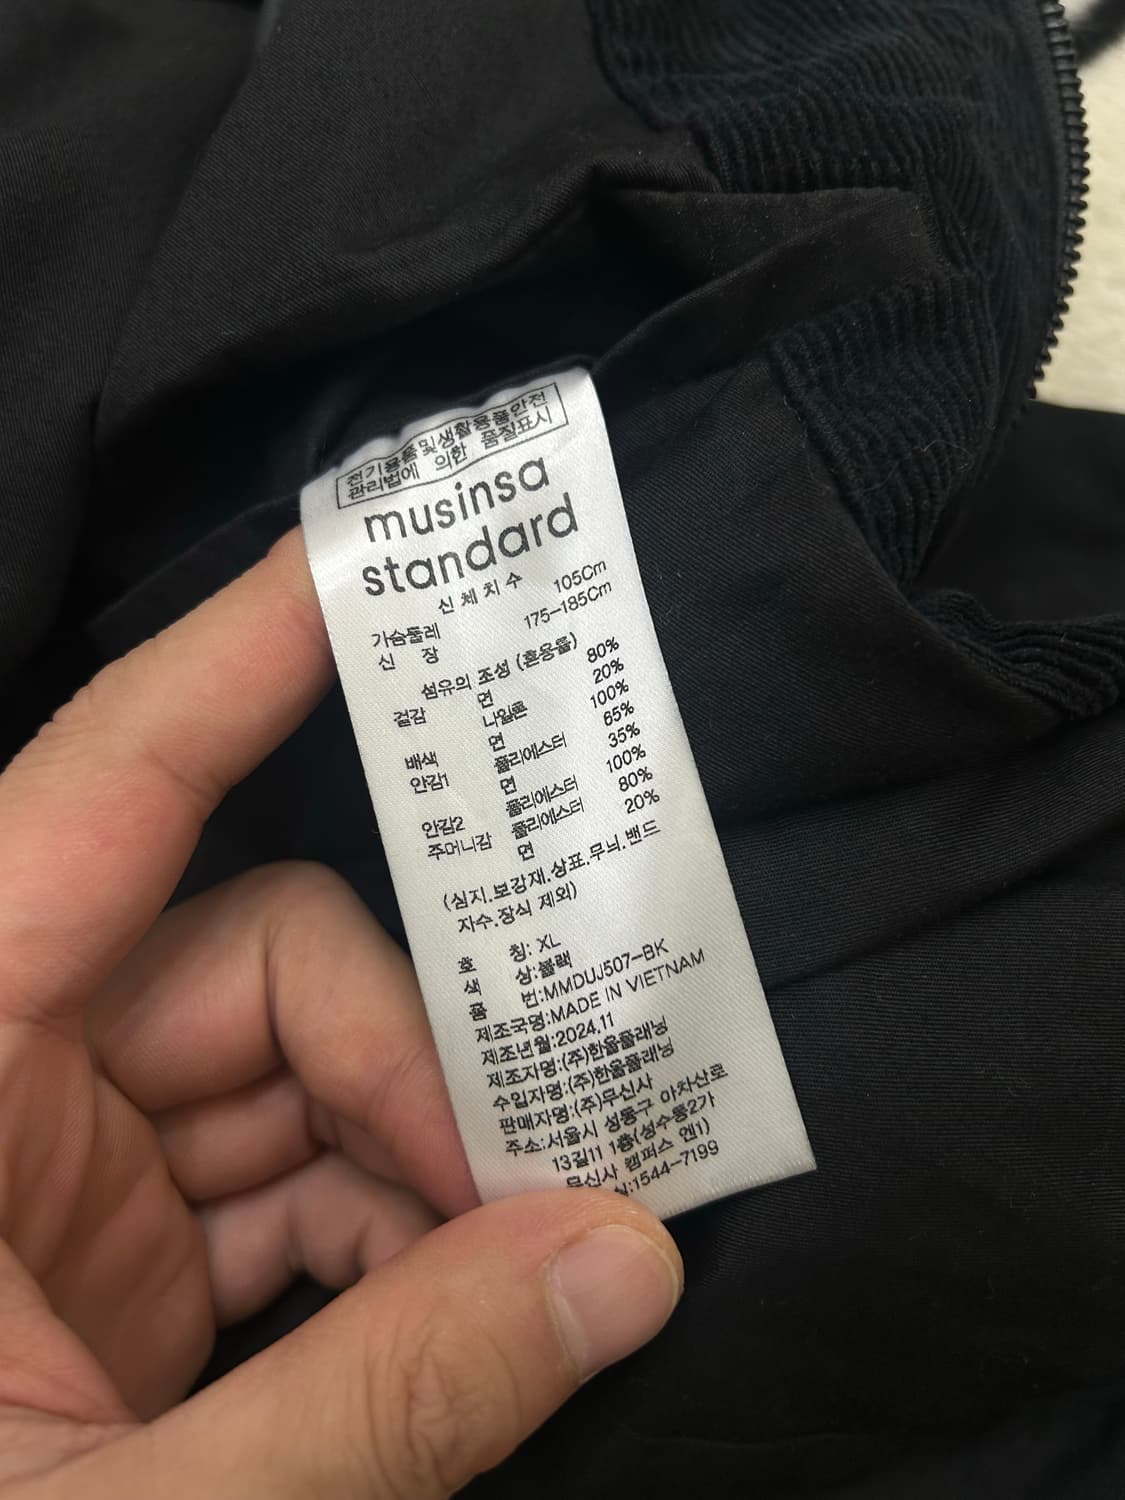 전기용품및생활용품안전
관리법에 의한 품질표시
musinsa
standard
신체치수
가슴둘레 105Cm
신 장 175-185Cm
섬유의 조성 (혼용율)
겉감 면 80%
나일론 20%
배색 면 100%
안감1 폴리에스터 65%
면 35%
안감2 폴리에스터 100%
주머니감 폴리에스터 80%
면 20%
(심지.보강재.상표.무늬.밴드
자수.장식 제외)
호 칭: XL
색 상:블랙
품 번:MMDUJ507-BK
제조국명:MADE IN VIETNAM
제조년월:2024.11
제조자명:(주)한울플래닝
수입자명:(주)한울플래닝
판매자명:(주)무신사
주소:서울시 성동구 아차산로
13길11 1층(성수동2가
무신사 캠퍼스 엔1)
:1544-7199